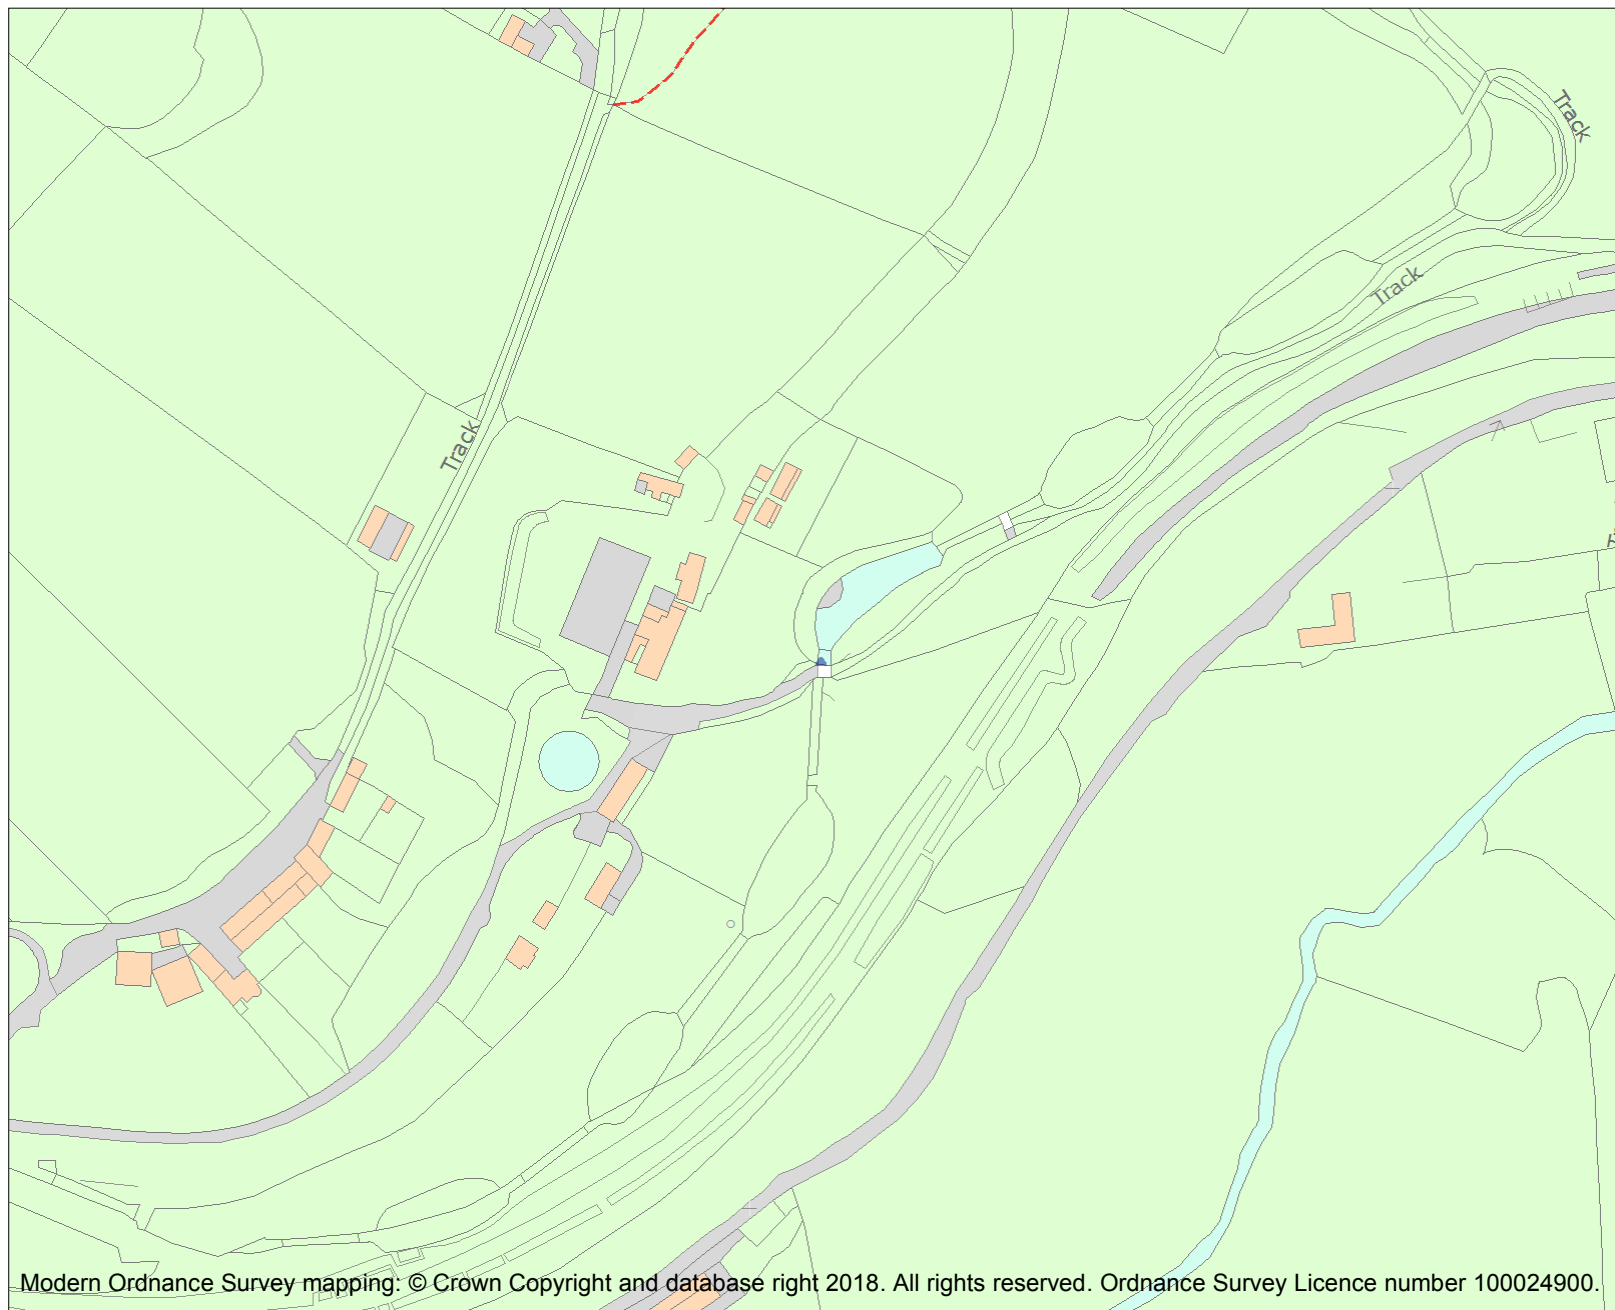 Track
Track
Track
Modern Ordnance Survey mapping: © Crown Copyright and database right 2018. All rights reserved. Ordnance Survey Licence number 100024900.